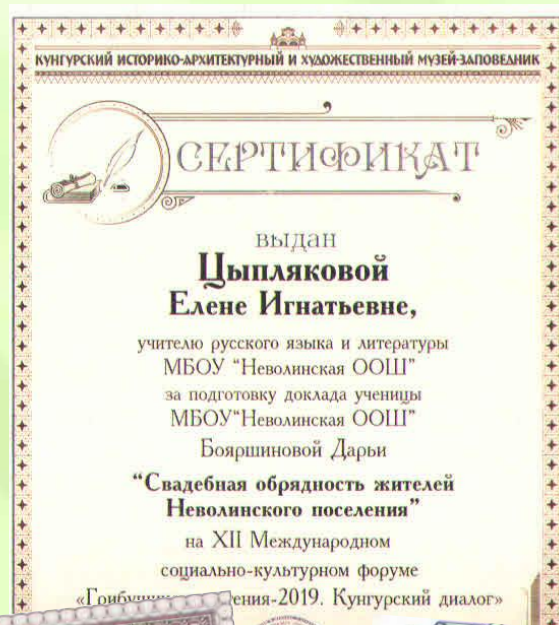 КУНГУРСКИЙ ИСТОРИКО-АРХИТЕКТУРНЫЙ И ХУДОЖЕСТВЕННЫЙ МУЗЕЙ-ЗАПОВЕДНИК
СЕРТИФИКАТ
выдан
Цыпляковой
Елене Игнатьевне,
учителю русского языка и литературы
МБОУ "Неволинская ООШ"
за подготовку доклада ученицы
МБОУ"Неволинская ООШ"
Бояршиновой Дарьи
"Свадебная обрядность жителей
Неволинского поселения"
на XII Международном
социально-культурном форуме
2019. Кунгурский диалог»